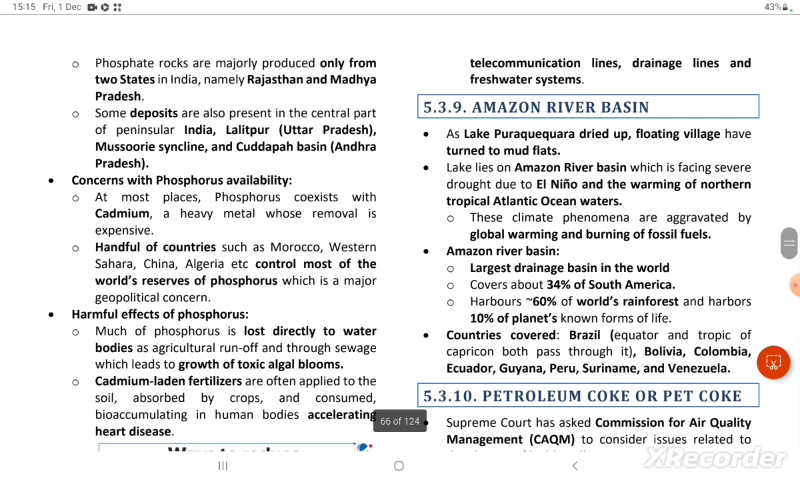 15:15 Fri, 1 Dec
43%
o Phosphate rocks are majorly produced only from
two States in India, namely Rajasthan and Madhya
Pradesh.
o Some deposits are also present in the central part
of peninsular India, Lalitpur (Uttar Pradesh),
Mussoorie syncline, and Cuddapah basin (Andhra
Pradesh).
• Concerns with Phosphorus availability:
o At most places, Phosphorus coexists with
Cadmium, a heavy metal whose removal is
expensive.
o Handful of countries such as Morocco, Western
Sahara, China, Algeria etc control most of the
world's reserves of phosphorus which is a major
geopolitical concern.
• Harmful effects of phosphorus:
o Much of phosphorus is lost directly to water
bodies as agricultural run-off and through sewage
which leads to growth of toxic algal blooms.
o Cadmium-laden fertilizers are often applied to the
soil, absorbed by crops, and consumed,
bioaccumulating in human bodies accelerating
heart disease.
telecommunication lines, drainage lines and
freshwater systems.
5.3.9. AMAZON RIVER BASIN
• As Lake Puraquequara dried up, floating village have
turned to mud flats.
• Lake lies on Amazon River basin which is facing severe
drought due to El Niño and the warming of northern
tropical Atlantic Ocean waters.
o These climate phenomena are aggravated by
global warming and burning of fossil fuels.
• Amazon river basin:
o Largest drainage basin in the world
o Covers about 34% of South America.
o Harbours ~60% of world's rainforest and harbors
10% of planet's known forms of life.
• Countries covered: Brazil (equator and tropic of
capricon both pass through it), Bolivia, Colombia,
Ecuador, Guyana, Peru, Suriname, and Venezuela.
5.3.10. PETROLEUM COKE OR PET COKE
• Supreme Court has asked Commission for Air Quality
Management (CAQM) to consider issues related to
66 of 124
XRecorder